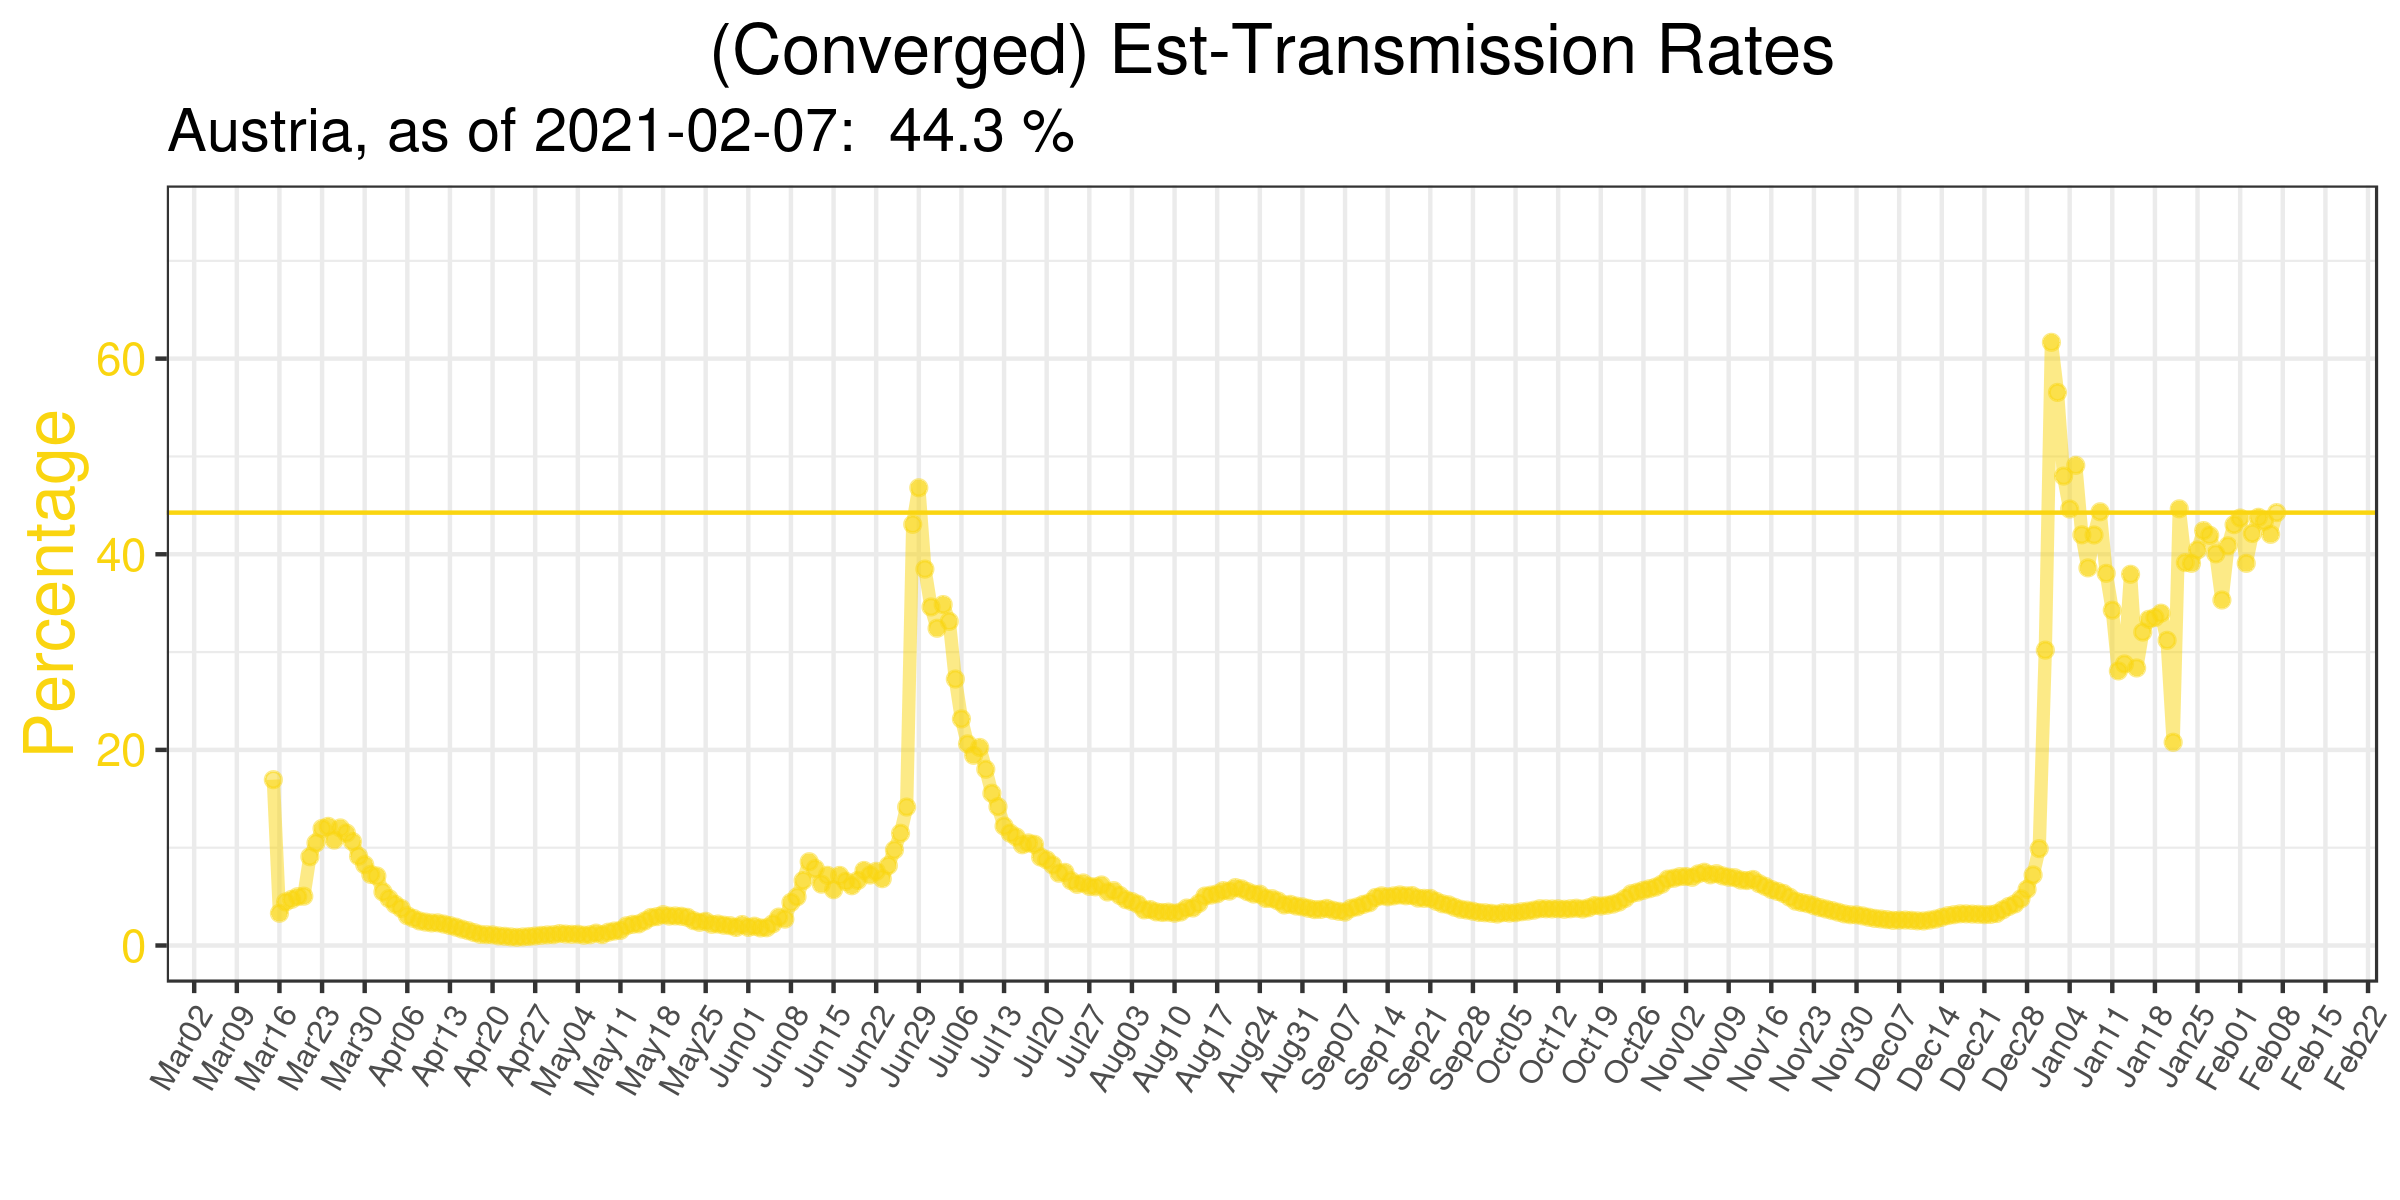 (Converged) Est-Transmission Rates
Austria, as of 2021-02-07: 44.3 %
Percentage
60
40
20
0
Mar02
Mar09
Mar16
Mar23
Mar30
Apr06
Apr13
Apr20
Apr27
May04
May11
May18
May25
Jun01
Jun08
Jun15
Jun22
Jun29
Jul06
Jul13
Jul20
Jul27
Aug03
Aug10
Aug17
Aug24
Aug31
Sep07
Sep14
Sep21
Sep28
Oct05
Oct12
Oct19
Oct26
Nov02
Nov09
Nov16
Nov23
Nov30
Dec07
Dec14
Dec21
Dec28
Jan04
Jan11
Jan18
Jan25
Feb01
Feb08
Feb15
Feb22